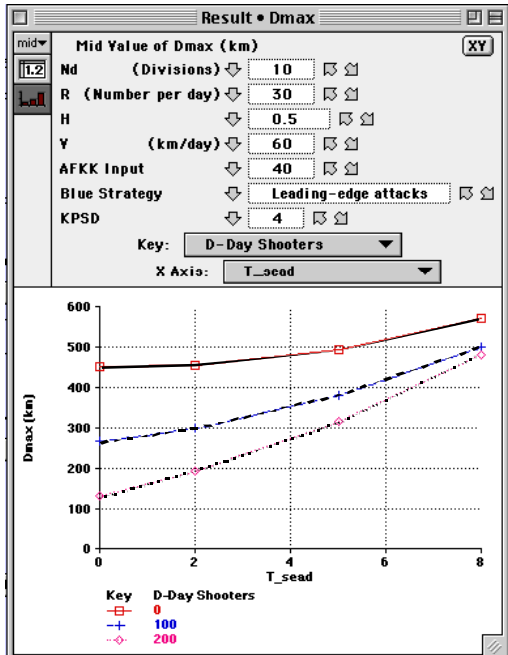 Result • Dmax
mid
Mid Value of Dmax (km)
XY
1.2
Nd (Divisions) 10
R (Number per day) 30
H 0.5
V (km/day) 60
AFKK Input 40
Blue Strategy Leading-edge attacks
KPSD 4
Key: D-Day Shooters
X Axis: T_sead
600
500
400
300
200
100
0
Dmax (km)
0 2 4 6 8
T_sead
Key D-Day Shooters
0
100
200